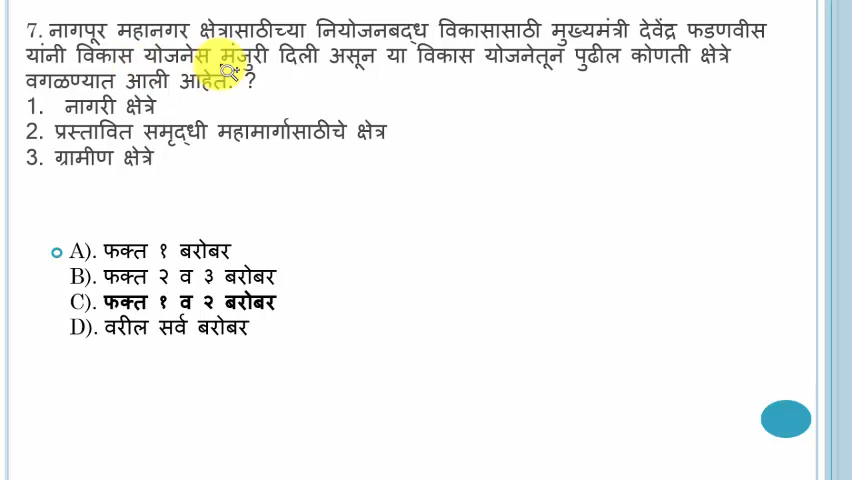 7. नागपूर महानगर क्षेत्रासाठीच्या नियोजनबद्ध विकासासाठी मुख्यमंत्री देवेंद्र फडणवीस
यांनी विकास योजनेस मंजुरी दिली असून या विकास योजनेतून पुढील कोणती क्षेत्रे
वगळण्यात आली आहेत. ?
1. नागरी क्षेत्रे
2. प्रस्तावित समृद्धी महामार्गासाठीचे क्षेत्र
3. ग्रामीण क्षेत्रे
A). फक्त १ बरोबर
B). फक्त २ व ३ बरोबर
C). फक्त १ व २ बरोबर
D). वरील सर्व बरोबर